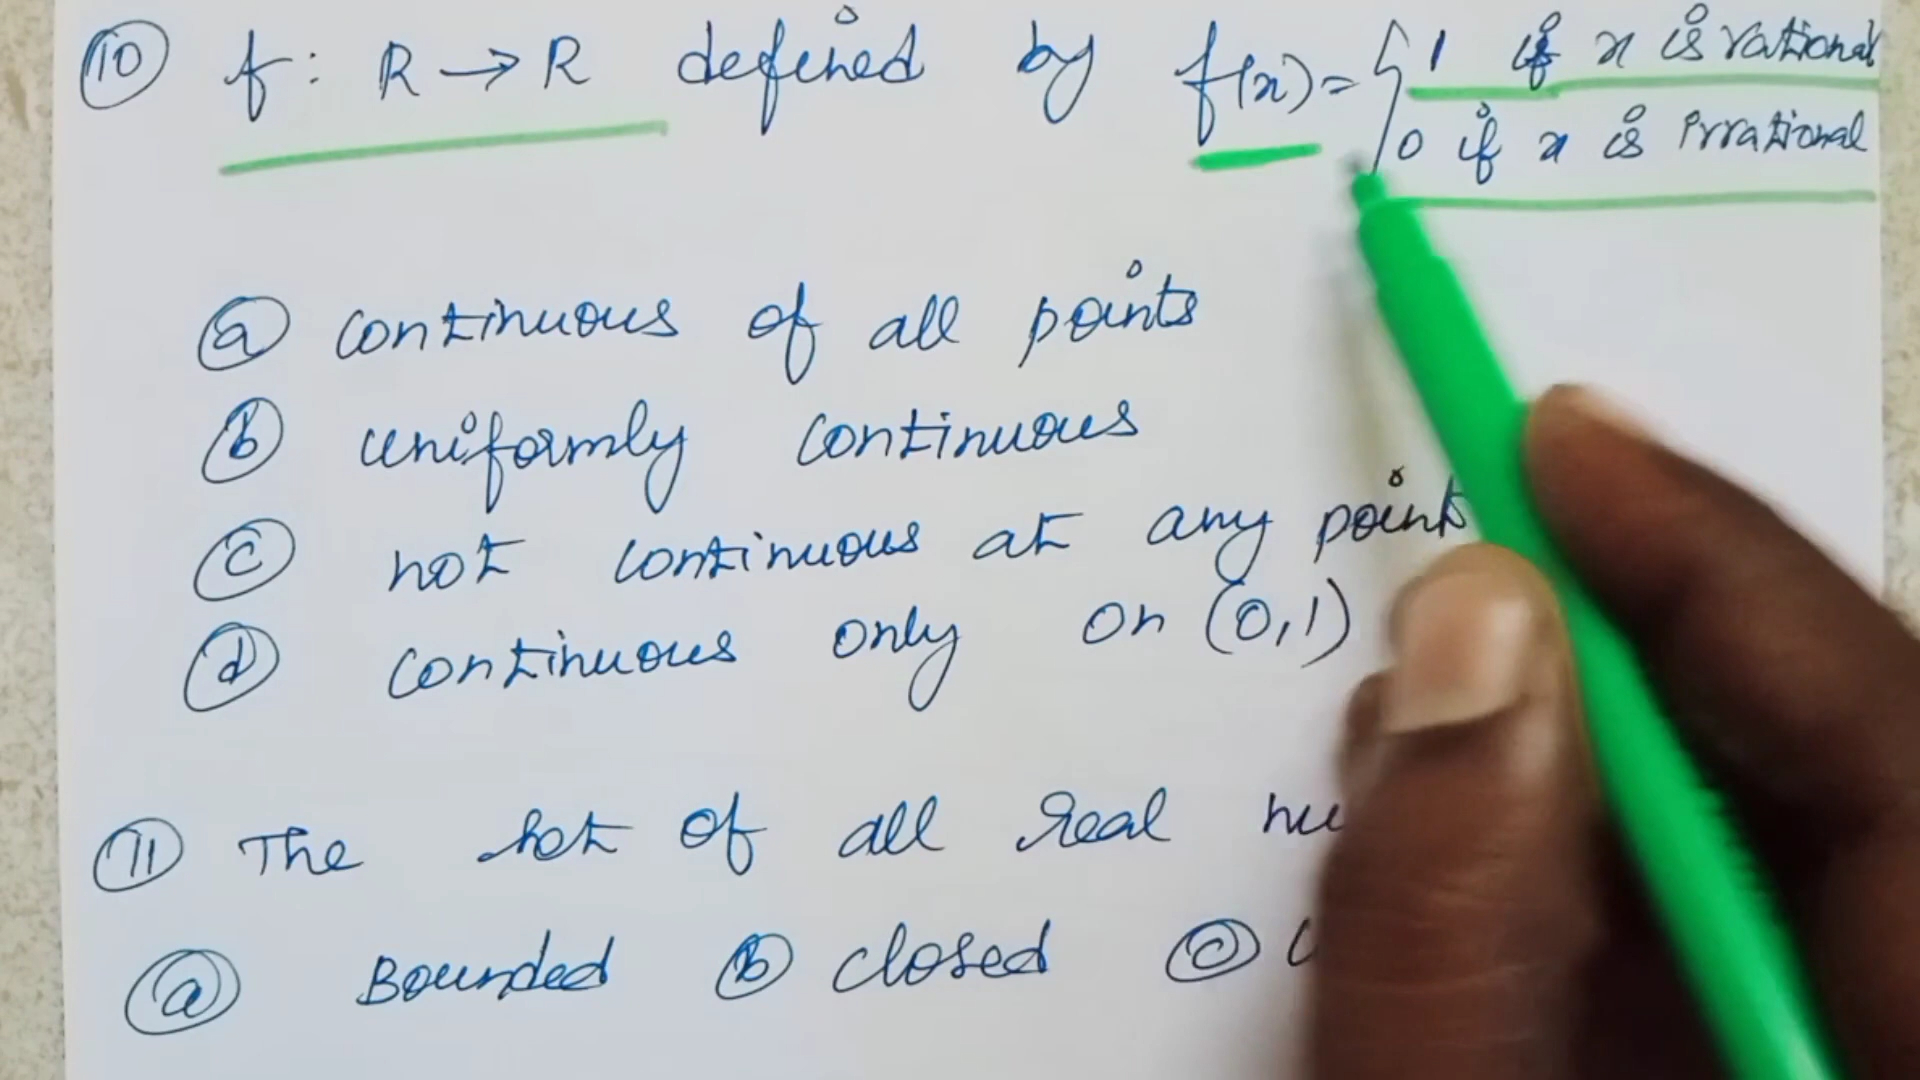 10 f: R → R defined by f(x) = { 1 if x is rational
0 if x is irrational
a continuous of all points
b uniformly continuous
c not continuous at any point
d continuous only on (0,1)
11 The set of all real
a Bounded b closed c